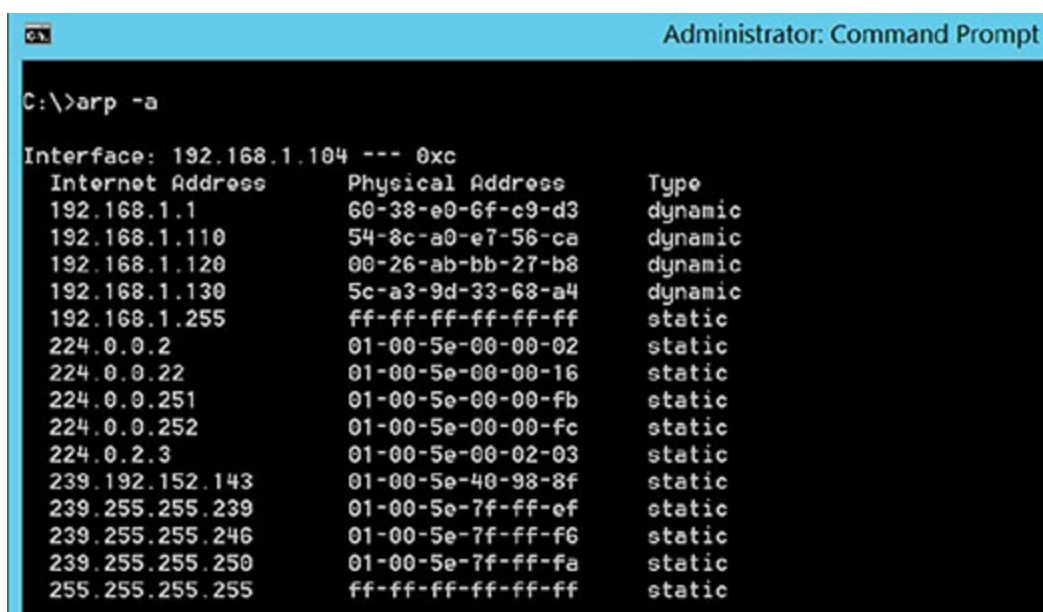 Administrator: Command Prompt
C:\>arp -a
Interface: 192.168.1.104 --- 0xc
Internet Address Physical Address Type
192.168.1.1 60-38-e0-6f-c9-d3 dynamic
192.168.1.110 54-8c-a0-e7-56-ca dynamic
192.168.1.120 00-26-ab-bb-27-b8 dynamic
192.168.1.130 5c-a3-9d-33-68-a4 dynamic
192.168.1.255 ff-ff-ff-ff-ff-ff static
224.0.0.2 01-00-5e-00-00-02 static
224.0.0.22 01-00-5e-00-00-16 static
224.0.0.251 01-00-5e-00-00-fb static
224.0.0.252 01-00-5e-00-00-fc static
224.0.2.3 01-00-5e-00-02-03 static
239.192.152.143 01-00-5e-40-98-8f static
239.255.255.239 01-00-5e-7f-ff-ef static
239.255.255.246 01-00-5e-7f-ff-f6 static
239.255.255.250 01-00-5e-7f-ff-fa static
255.255.255.255 ff-ff-ff-ff-ff-ff static